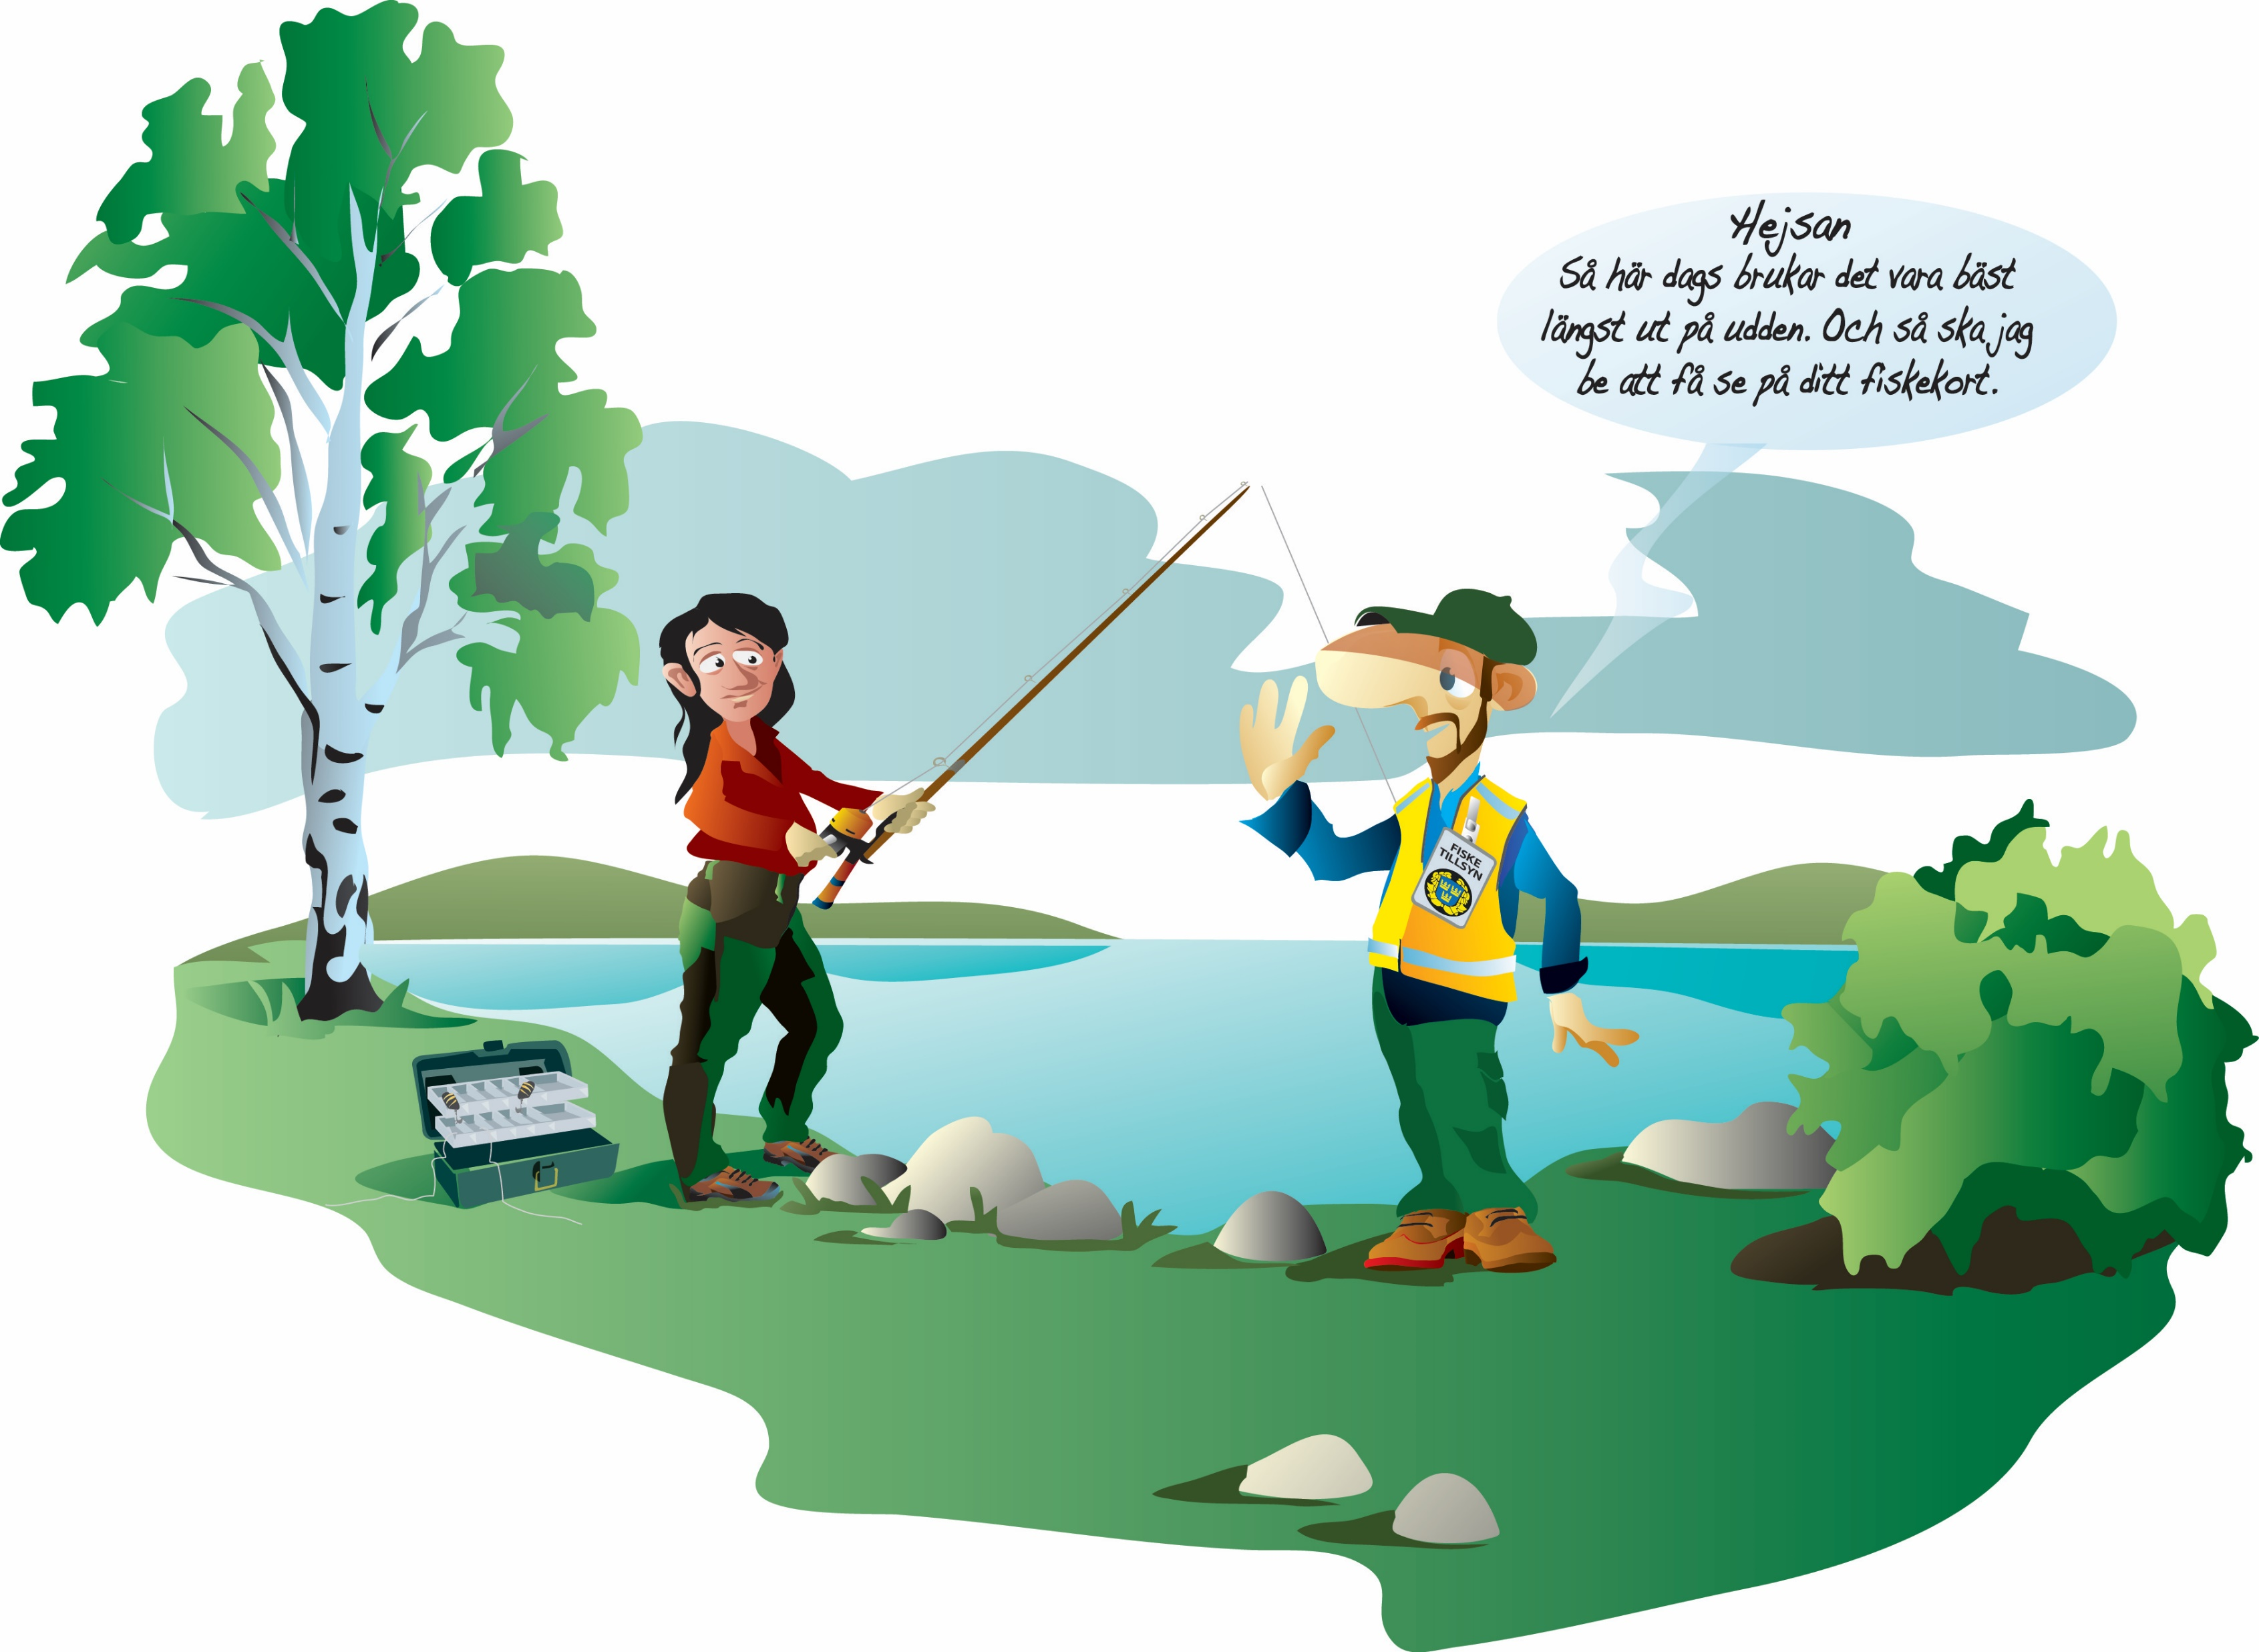 Hejsan
Så här dags brukar det vara bäst
längst ut på udden. Och så ska jag
be att få se på ditt fiskekort.
FISKE
TILLSYN